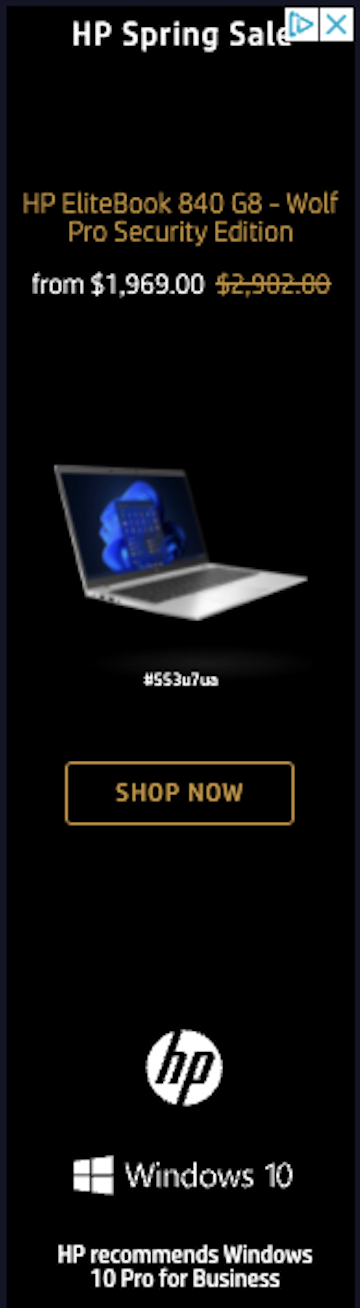 HP Spring Sale
HP EliteBook 840 G8 - Wolf
Pro Security Edition
from $1,969.00 $2,902.00
#5S3u7ua
SHOP NOW
hp
Windows 10
HP recommends Windows
10 Pro for Business